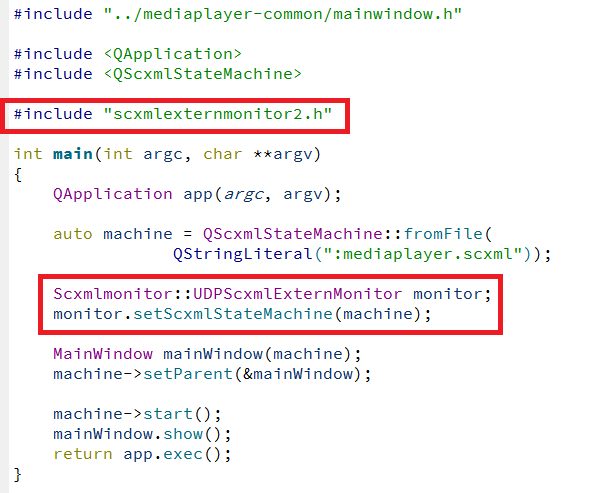 #include "../mediaplayer-common/mainwindow.h"
#include <QApplication>
#include <QScxmlStateMachine>
#include "scxmlexternmonitor2.h"
int main(int argc, char **argv)
{
    QApplication app(argc, argv);
    auto machine = QScxmlStateMachine::fromFile(
                QStringLiteral(":mediaplayer.scxml"));
    Scxmlmonitor::UDPScxmlExternMonitor monitor;
    monitor.setScxmlStateMachine(machine);
    MainWindow mainWindow(machine);
    machine->setParent(&mainWindow);
    machine->start();
    mainWindow.show();
    return app.exec();
}